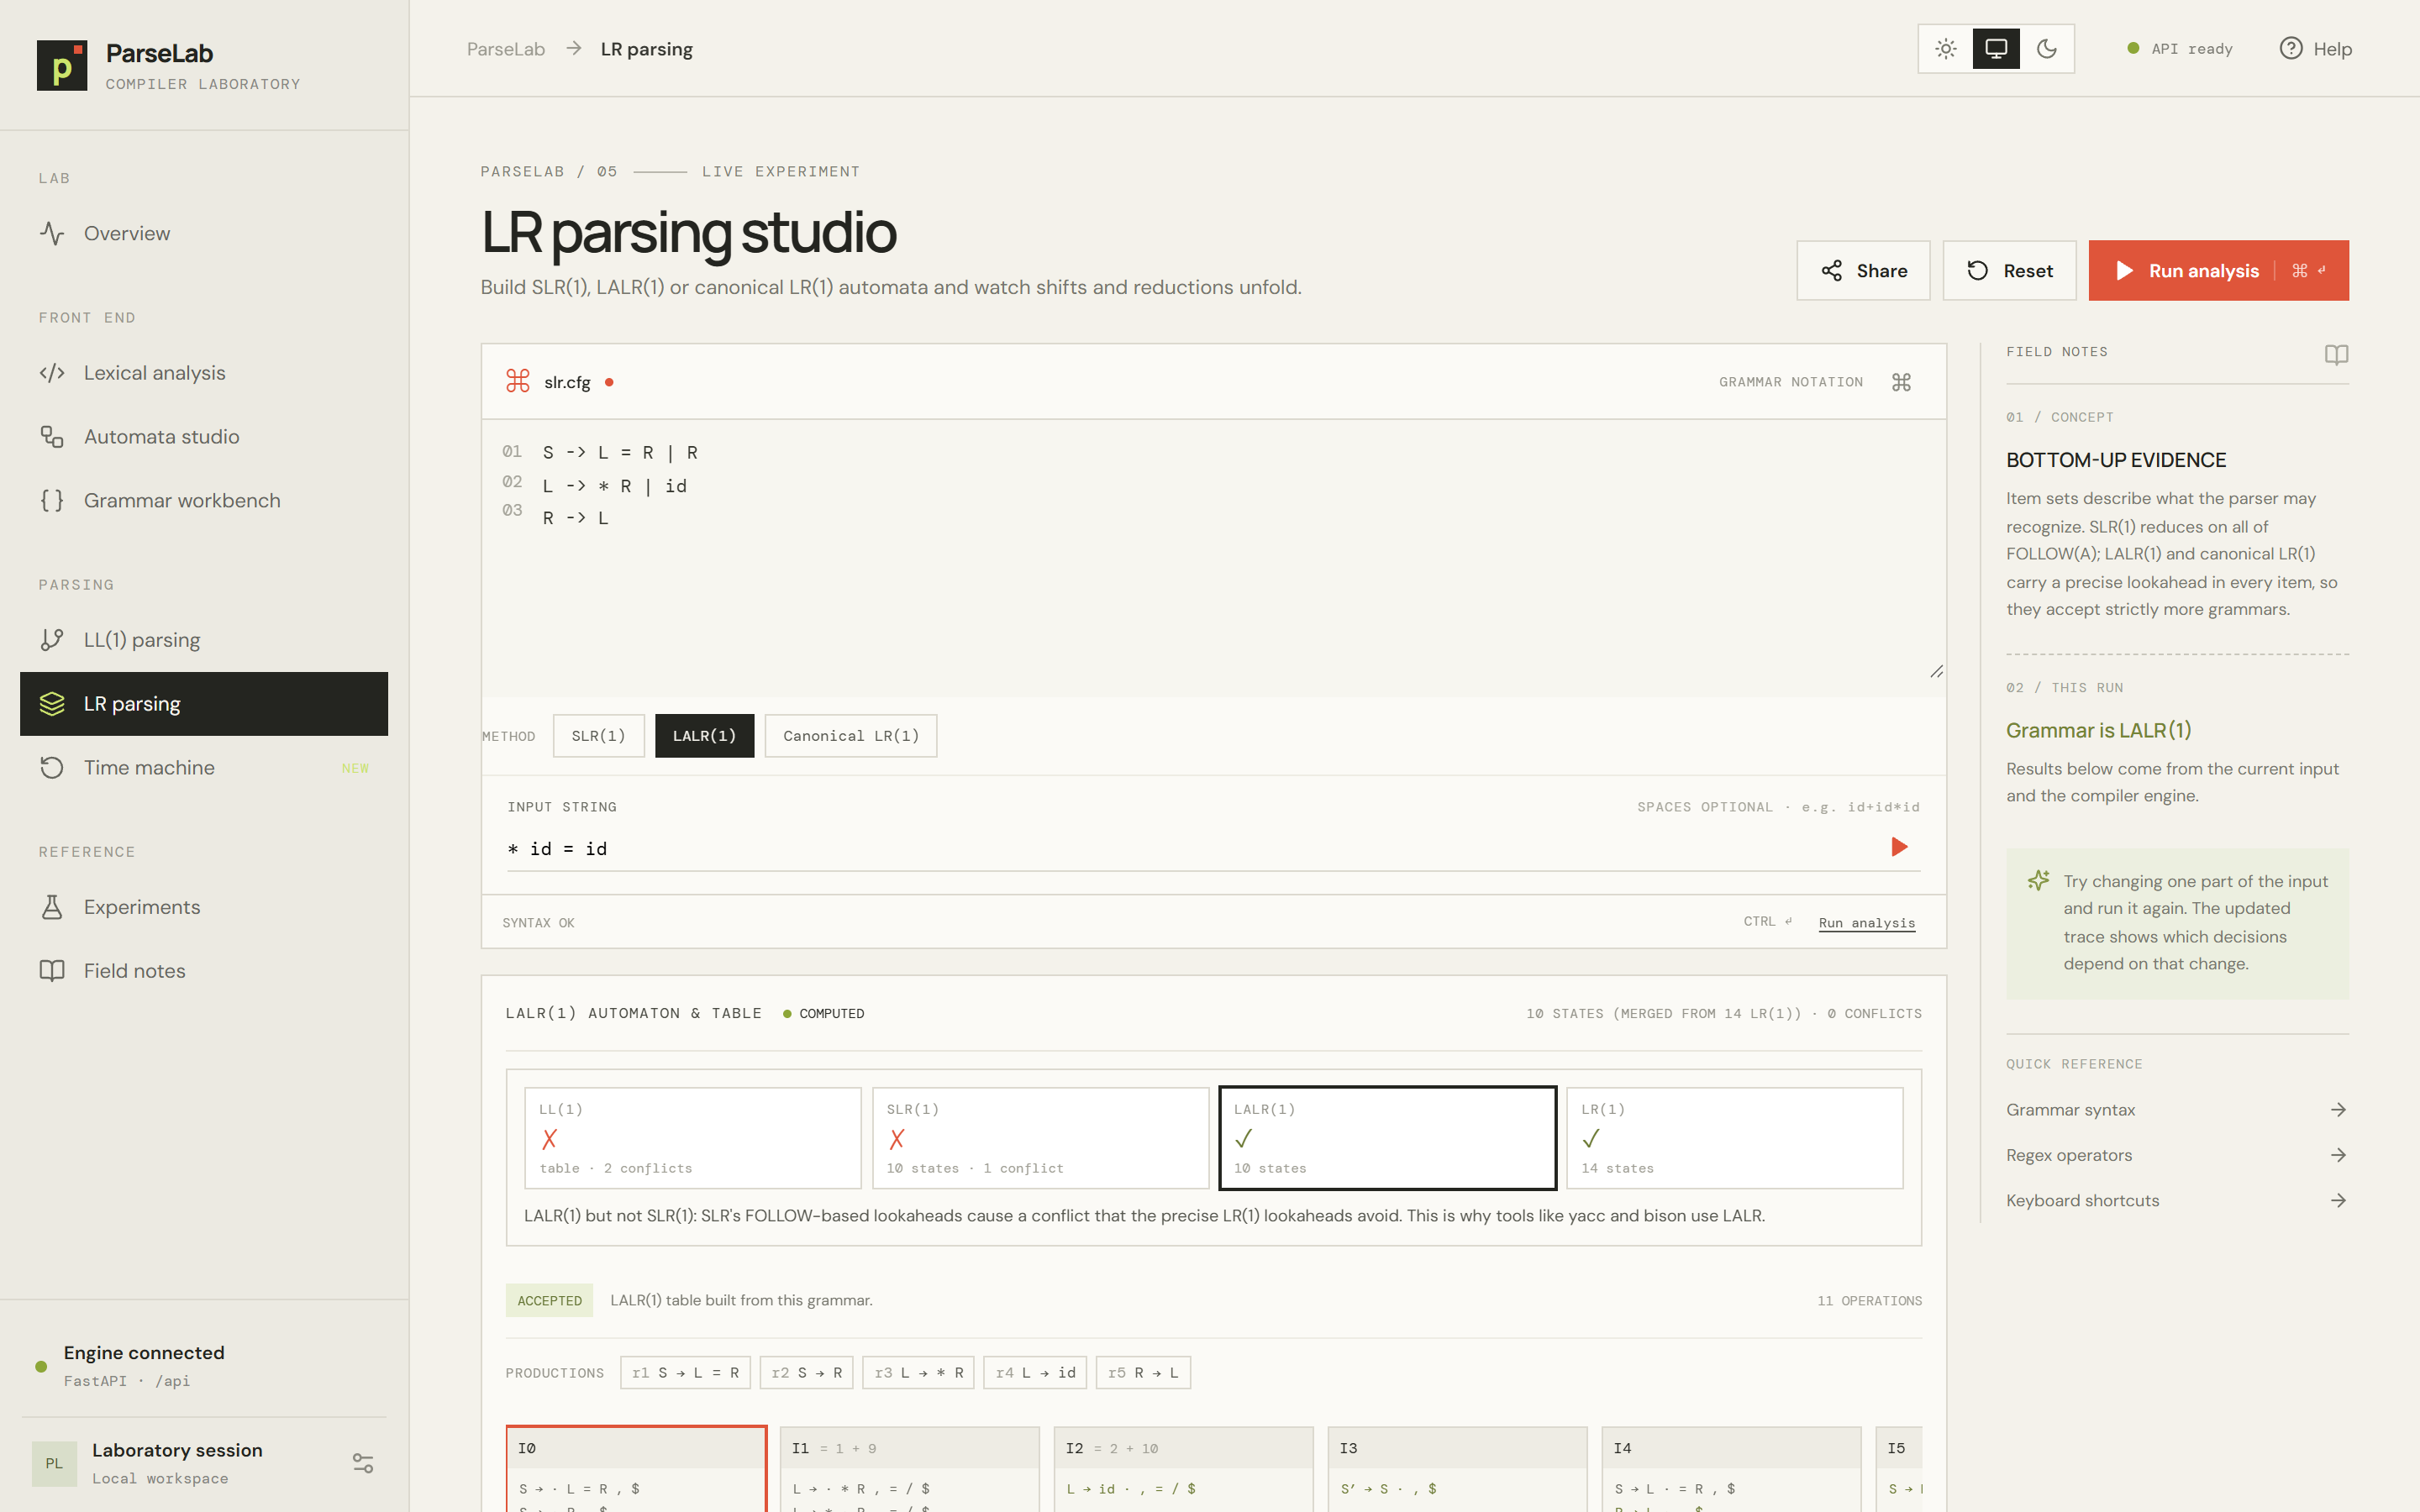 p
ParseLab
COMPILER LABORATORY
LAB
Overview
FRONT END
Lexical analysis
Automata studio
Grammar workbench
PARSING
LL(1) parsing
LR parsing
Time machine NEW
REFERENCE
Experiments
Field notes
Engine connected
FastAPI · /api
PL
Laboratory session
Local workspace
ParseLab → LR parsing
API ready
Help
PARSELAB / 05 LIVE EXPERIMENT
LR parsing studio
Build SLR(1), LALR(1) or canonical LR(1) automata and watch shifts and reductions unfold.
Share
Reset
Run analysis ⌘ ↵
⌘ slr.cfg
GRAMMAR NOTATION ⌘
01 S -> L = R | R
02 L -> * R | id
03 R -> L
METHOD SLR(1) LALR(1) Canonical LR(1)
INPUT STRING SPACES OPTIONAL · e.g. id+id*id
* id = id
SYNTAX OK CTRL ↵ Run analysis
LALR(1) AUTOMATON & TABLE COMPUTED 10 STATES (MERGED FROM 14 LR(1)) · 0 CONFLICTS
LL(1)
✗
table · 2 conflicts
SLR(1)
✗
10 states · 1 conflict
LALR(1)
✓
10 states
LR(1)
✓
14 states
LALR(1) but not SLR(1): SLR's FOLLOW-based lookaheads cause a conflict that the precise LR(1) lookaheads avoid. This is why tools like yacc and bison use LALR.
ACCEPTED LALR(1) table built from this grammar. 11 OPERATIONS
PRODUCTIONS r1 S → L = R r2 S → R r3 L → * R r4 L → id r5 R → L
I0
S → · L = R , $
I1 = 1 + 9
L → · * R , = / $
I2 = 2 + 10
L → id · , = / $
I3
S′ → S · , $
I4
S → L · = R , $
I5
S →
FIELD NOTES
01 / CONCEPT
BOTTOM-UP EVIDENCE
Item sets describe what the parser may
recognize. SLR(1) reduces on all of
FOLLOW(A); LALR(1) and canonical LR(1)
carry a precise lookahead in every item, so
they accept strictly more grammars.
02 / THIS RUN
Grammar is LALR(1)
Results below come from the current input
and the compiler engine.
Try changing one part of the input
and run it again. The updated
trace shows which decisions
depend on that change.
QUICK REFERENCE
Grammar syntax →
Regex operators →
Keyboard shortcuts →